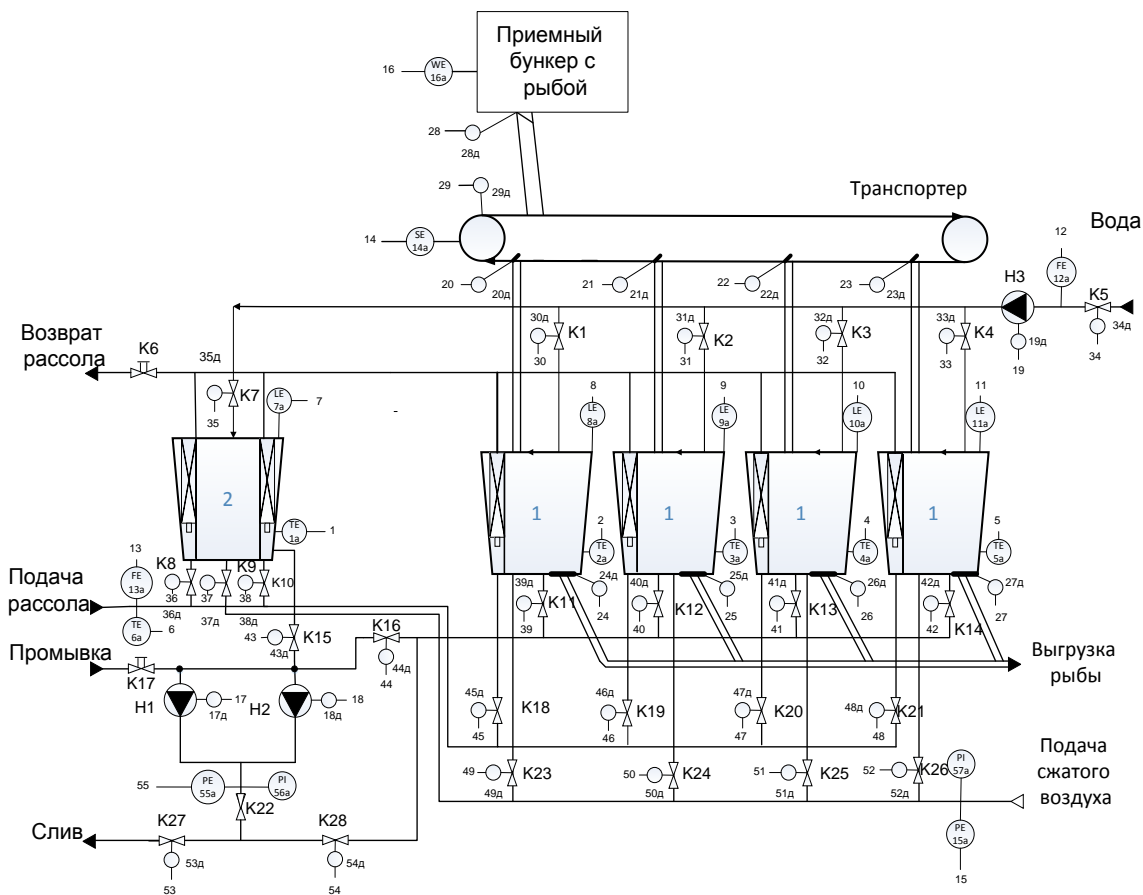 Приемный
бункер с
рыбой
16
WE
16а
28
28д
29
29д
Транспортер
14
SE
14а
12
Вода
FE
12а
Н3
К5
34д
34
19д
19
20
20д
21
21д
22
22д
23
23д
30д
К1
30
31д
К2
31
32д
К3
32
33д
К4
33
Возврат
рассола
К6
35д
К7
35
LE
7а
7
8
LE
8а
9
LE
9а
10
LE
10а
11
LE
11а
2
1
1
1
1
TE
1а
1
2
TE
2а
3
TE
3а
4
TE
4а
5
TE
5а
13
FE
13а
К8
36
36д
К9
37
37д
К10
38
38д
Подача
рассола
TE
6а
6
39д
К11
39
24д
24
40д
К12
40
25д
25
41д
К13
41
26д
26
42д
К14
42
27д
27
43
К15
43д
К16
44д
44
Промывка
К17
Н1
17
17д
Н2
18
18д
Выгрузка
рыбы
45д
К18
45
46д
К19
46
47д
К20
47
48д
К21
48
55
PE
55а
PI
56а
К22
49
К23
49д
50
К24
50д
51
К25
51д
52
К26
52д
PI
57а
PE
15а
15
Подача
сжатого
воздуха
Слив
К27
53д
53
К28
54д
54